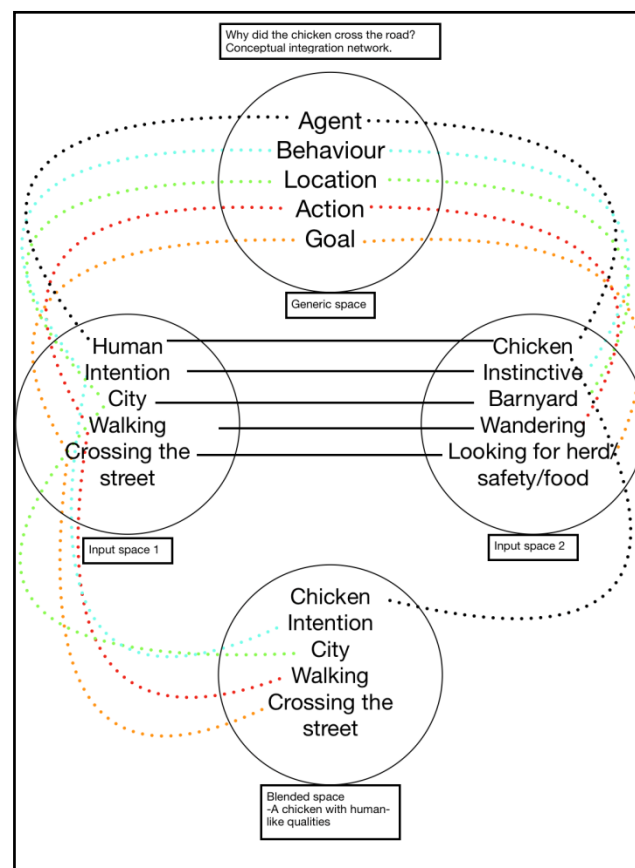 Why did the chicken cross the road?
Conceptual integration network.
Agent
Behaviour
Location
Action
Goal
Generic space
Human
Intention
City
Walking
Crossing the
street
Chicken
Instinctive
Barnyard
Wandering
Looking for herd/
safety/food
Input space 1
Input space 2
Chicken
Intention
City
Walking
Crossing the
street
Blended space
-A chicken with human-
like qualities